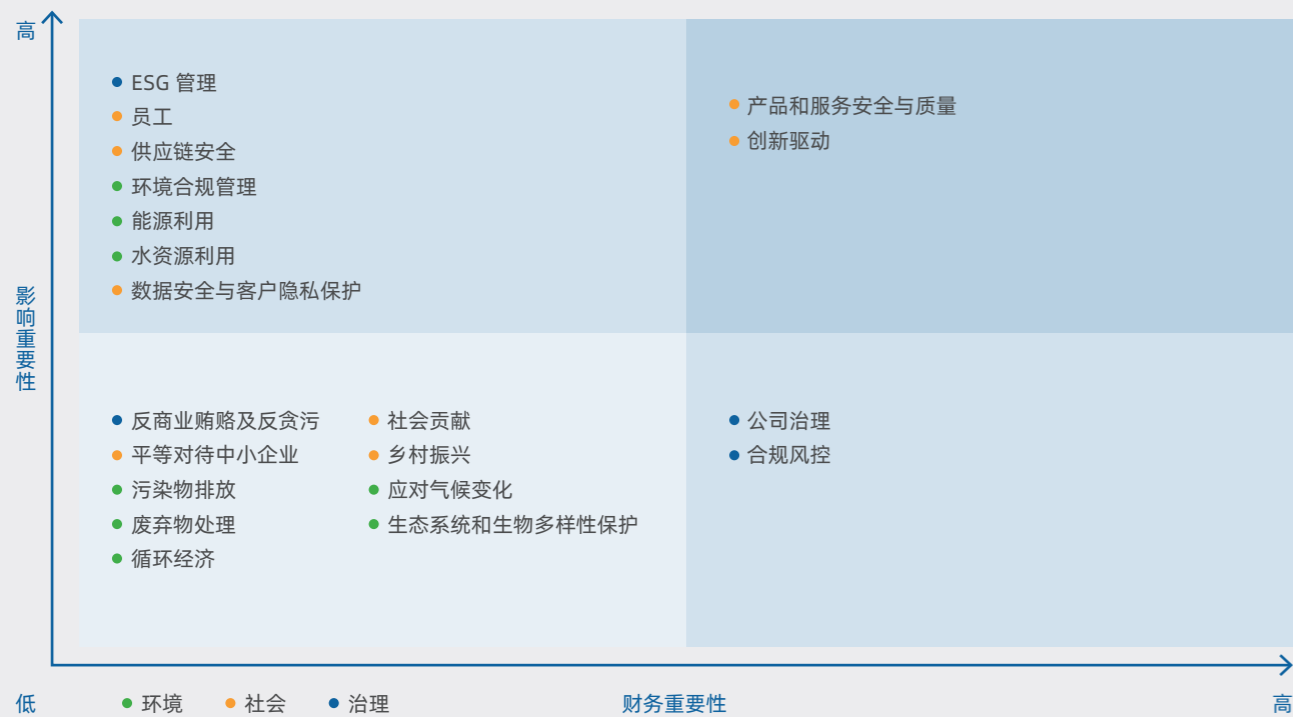 高
ESG 管理
员工
供应链安全
环境合规管理
能源利用
水资源利用
数据安全与客户隐私保护
产品和服务安全与质量
创新驱动
影响重要性
反商业贿赂及反贪污
平等对待中小企业
污染物排放
废弃物处理
循环经济
社会贡献
乡村振兴
应对气候变化
生态系统和生物多样性保护
公司治理
合规风控
低
环境
社会
治理
财务重要性
高